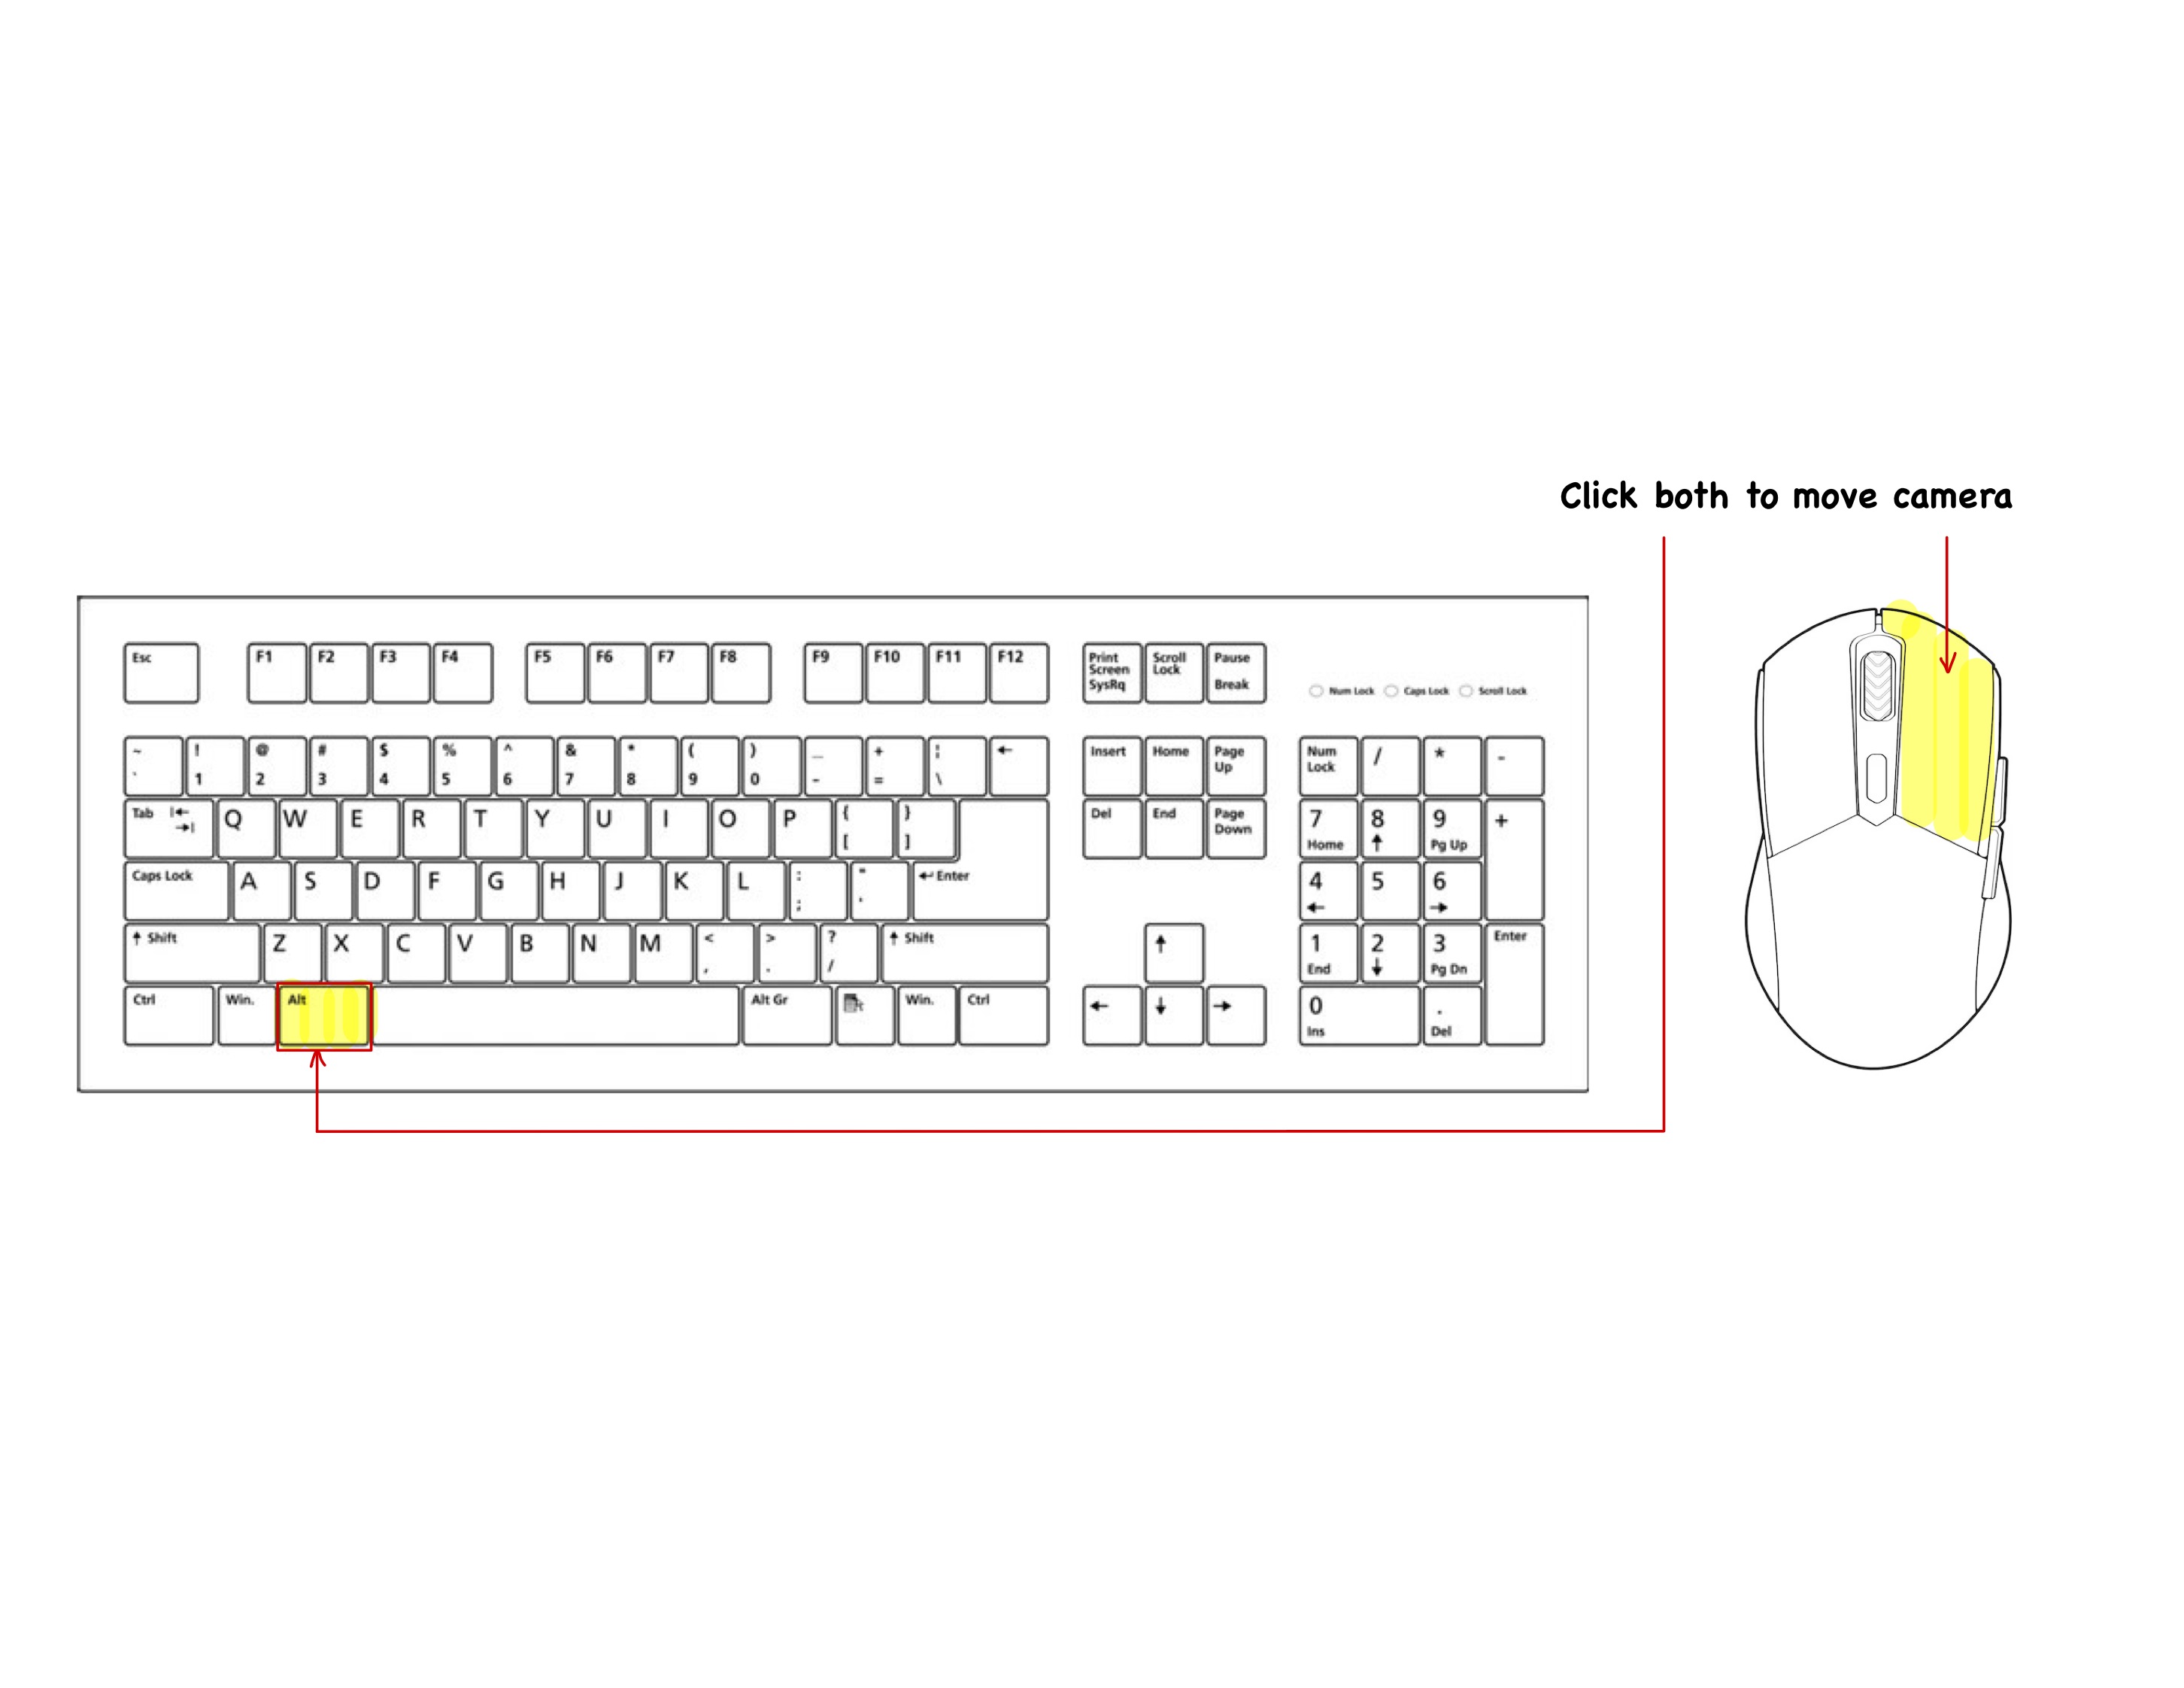 Click both to move camera
Esc F1 F2 F3 F4 F5 F6 F7 F8 F9 F10 F11 F12 Print Screen SysRq Scroll Lock Pause Break
Num Lock Caps Lock Scroll Lock
~ ` ! 1 @ 2 # 3 $ 4 % 5 ^ 6 & 7 * 8 ( 9 ) 0 _ - + = ¦ \ ← Insert Home Page Up Num Lock / * -
Tab |← →| Q W E R T Y U I O P { [ } ] Del End Page Down 7 Home 8 ↑ 9 Pg Up +
Caps Lock A S D F G H J K L : ; " ' ↵ Enter 4 ← 5 6 →
↑ Shift Z X C V B N M < , > . ? / ↑ Shift ↑ 1 End 2 ↓ 3 Pg Dn Enter
Ctrl Win. Alt Alt Gr Win. Ctrl ← ↓ → 0 Ins . Del